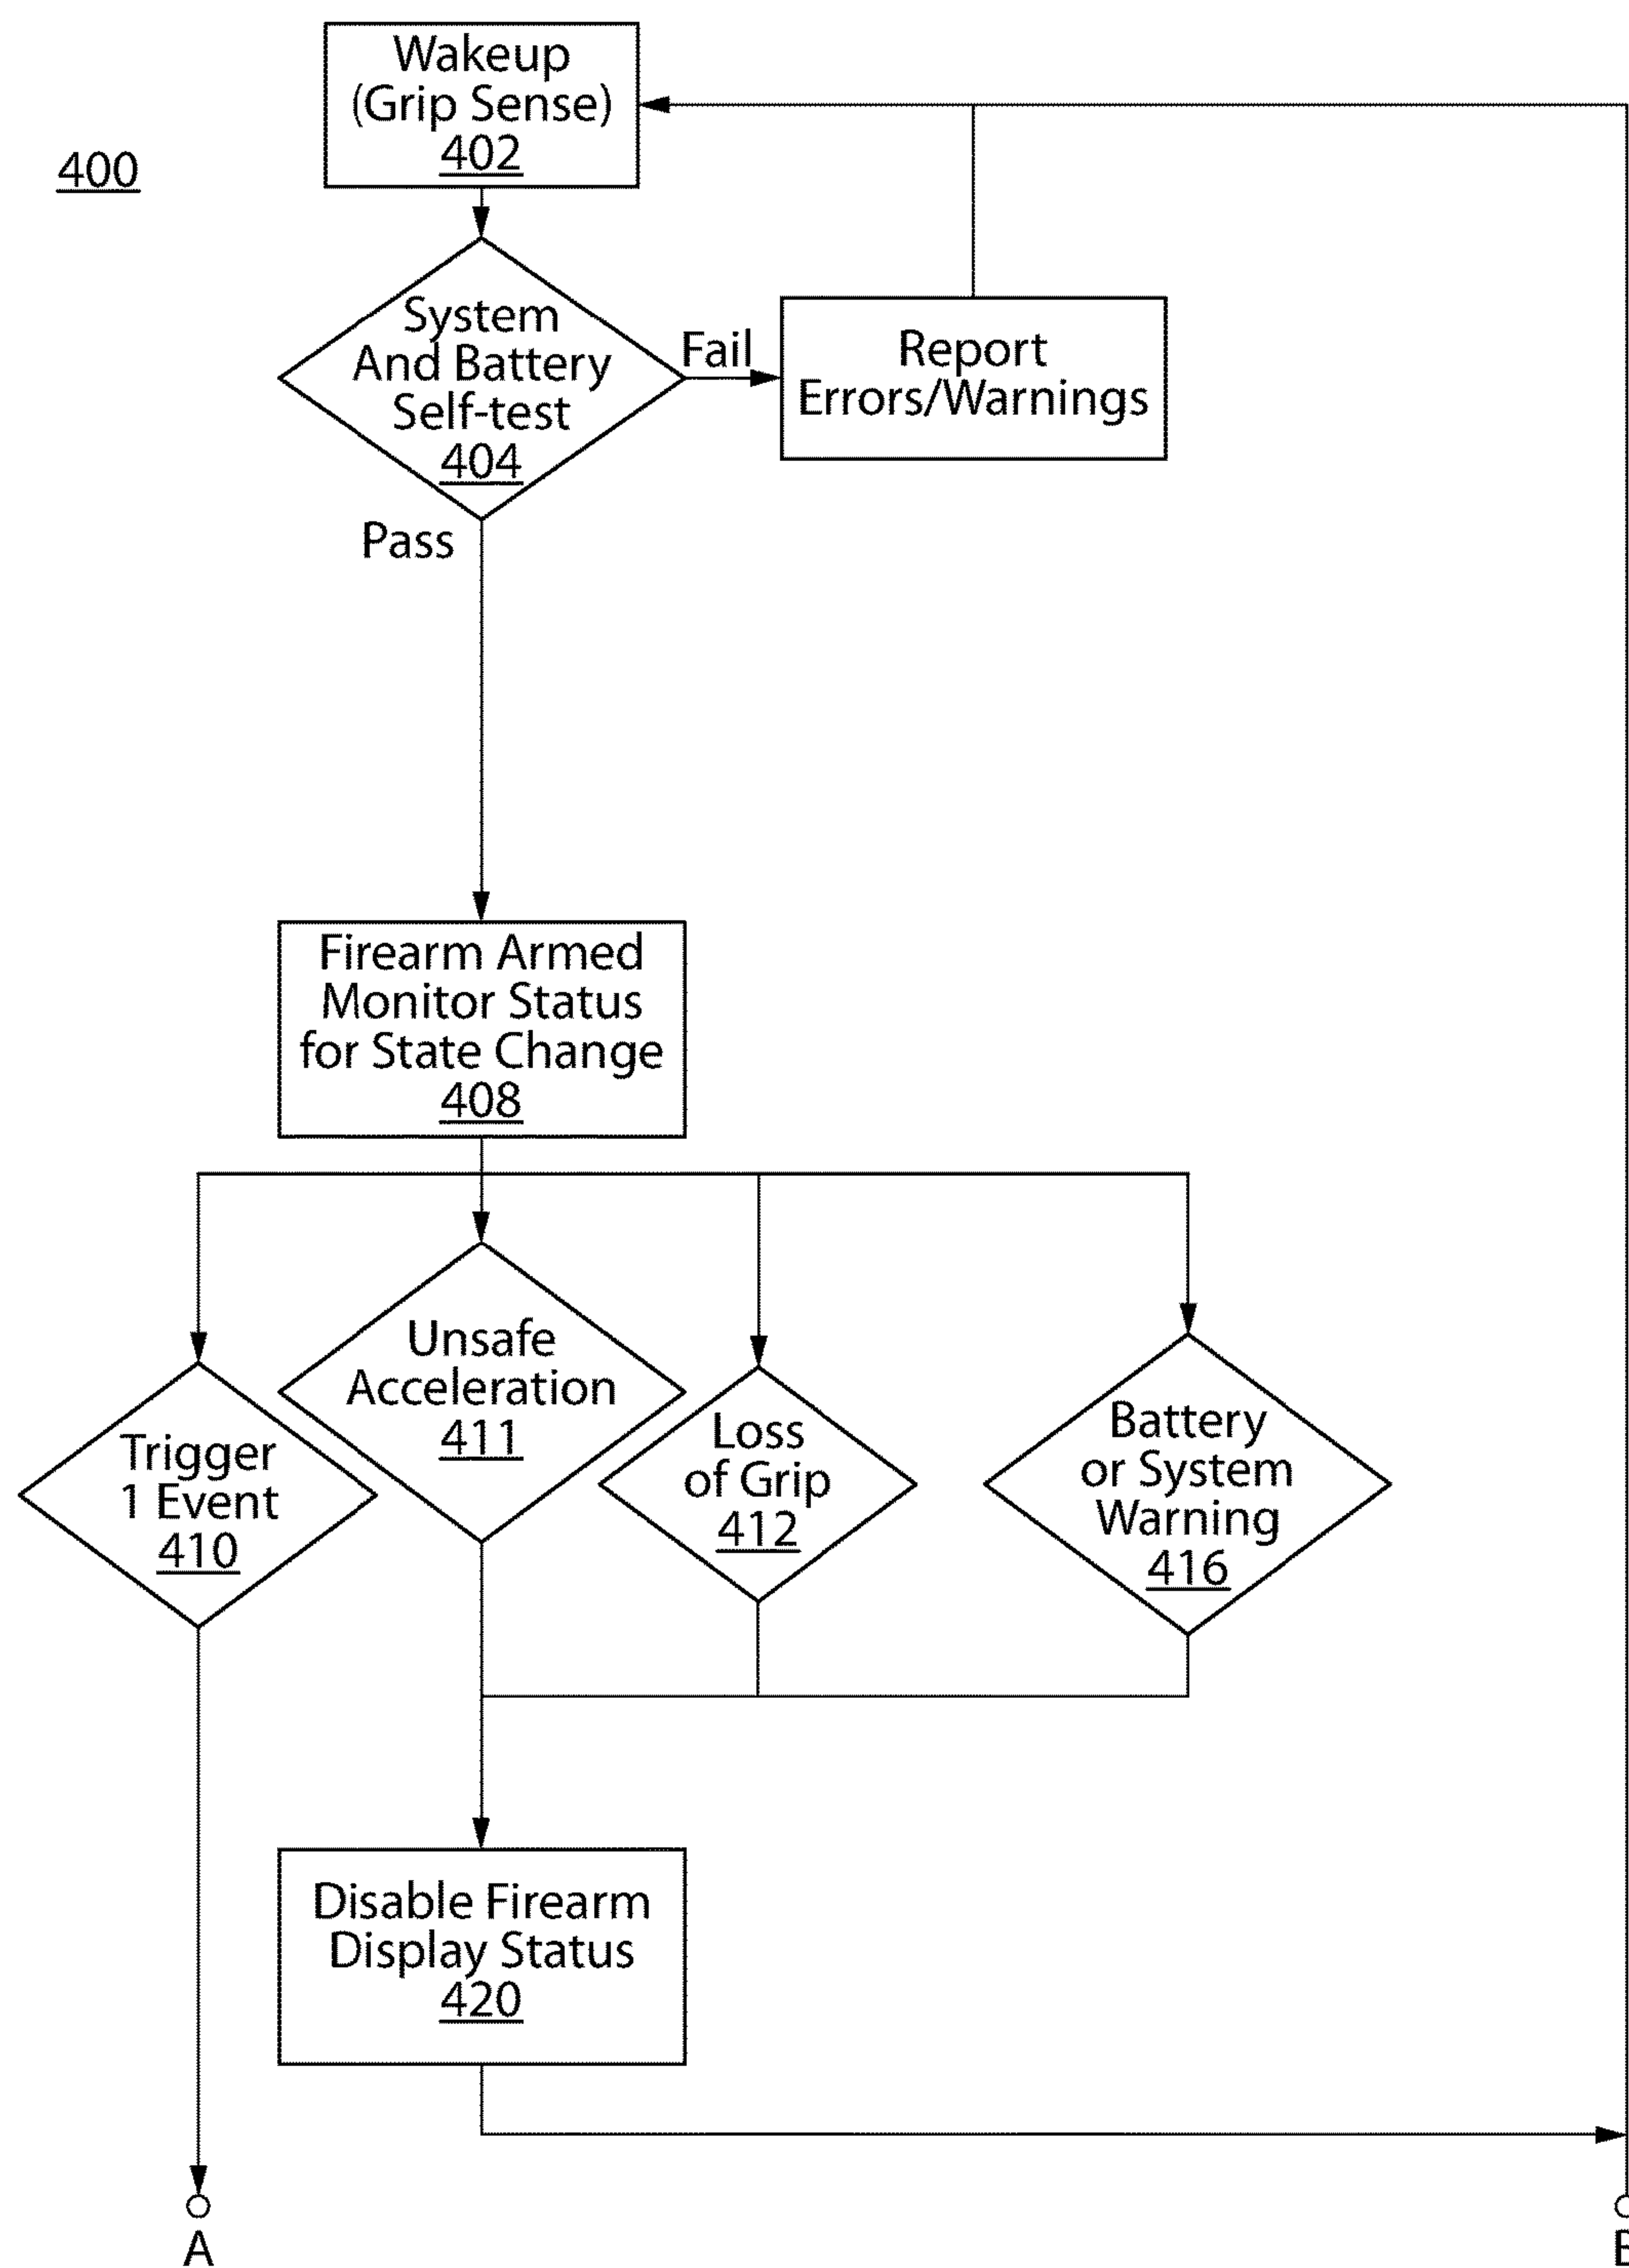 400
Wakeup
(Grip Sense)
402
System
And Battery
Self-test
404
Fail
Report
Errors/Warnings
Pass
Firearm Armed
Monitor Status
for State Change
408
Trigger
1 Event
410
Unsafe
Acceleration
411
Loss
of Grip
412
Battery
or System
Warning
416
Disable Firearm
Display Status
420
A